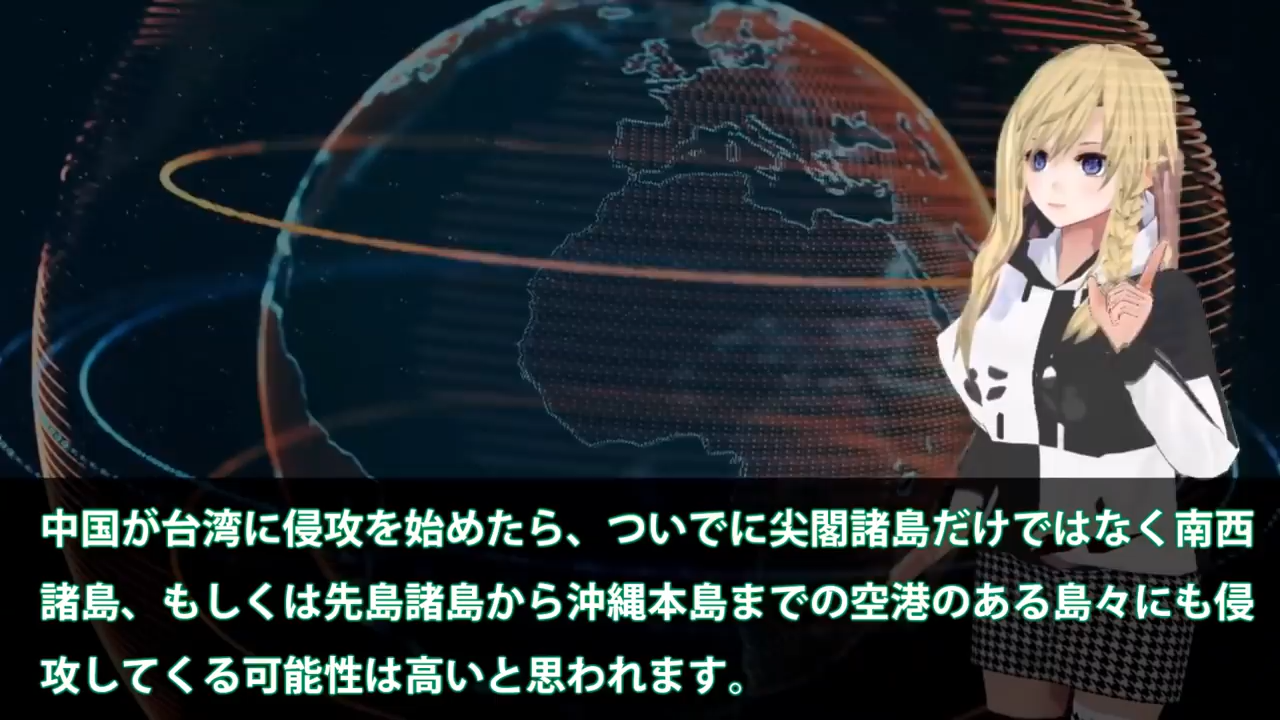 中国が台湾に侵攻を始めたら、ついでに尖閣諸島だけではなく南西
諸島、もしくは先島諸島から沖縄本島までの空港のある島々にも侵
攻してくる可能性は高いと思われます。